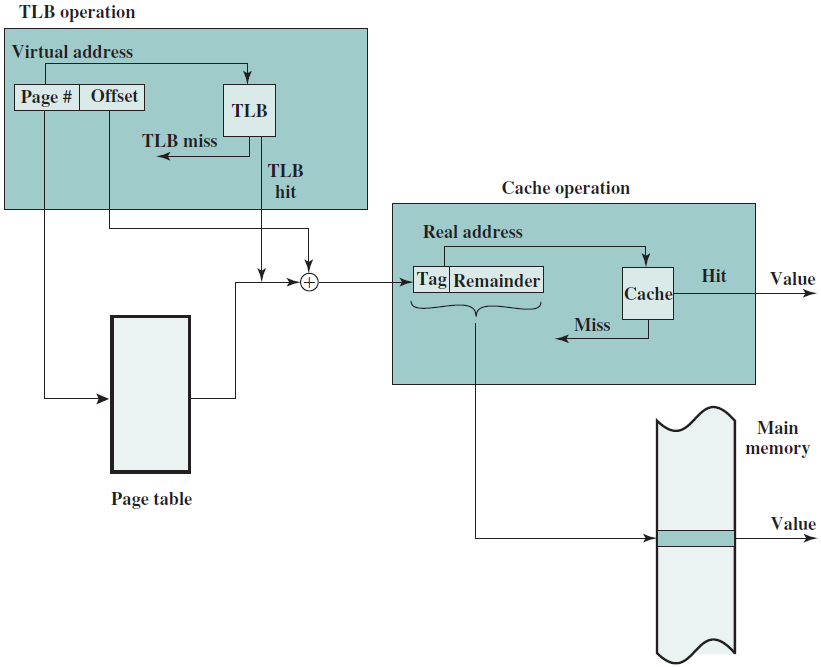 TLB operation
Virtual address
Page # Offset
TLB
TLB miss
TLB
hit
Cache operation
Real address
Tag Remainder
Cache
Hit
Value
Miss
Page table
Main
memory
Value